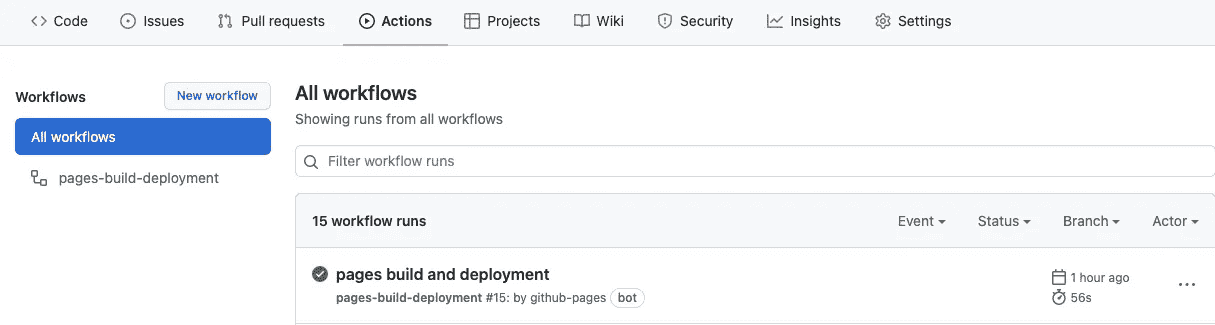 Code Issues Pull requests Actions Projects Wiki Security Insights Settings
Workflows New workflow
All workflows
pages-build-deployment
All workflows
Showing runs from all workflows
Filter workflow runs
15 workflow runs Event Status Branch Actor
pages build and deployment
1 hour ago
pages-build-deployment #15: by github-pages bot
56s